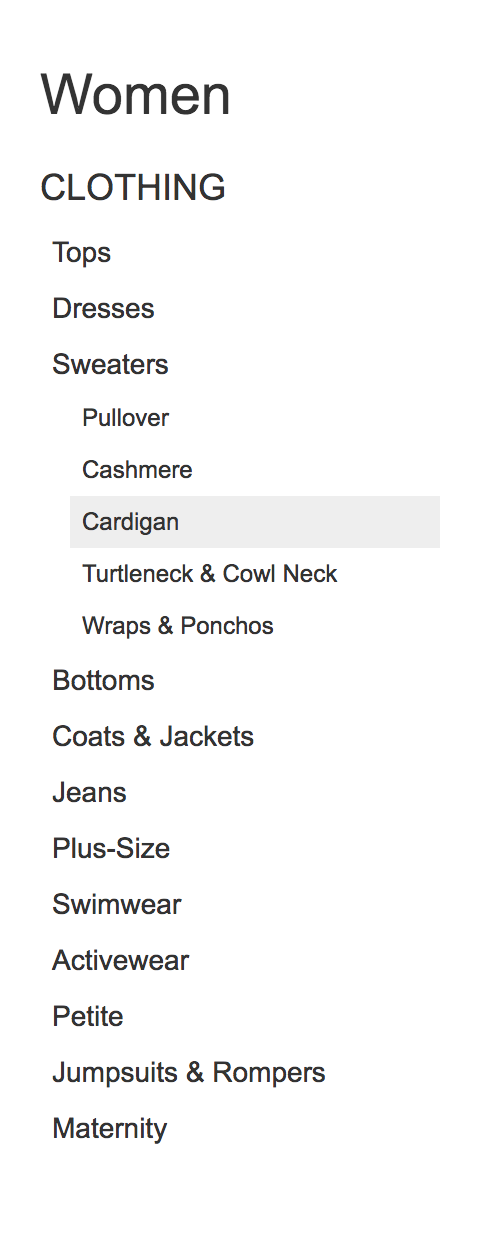 Women
CLOTHING
Tops
Dresses
Sweaters
Pullover
Cashmere
Cardigan
Turtleneck & Cowl Neck
Wraps & Ponchos
Bottoms
Coats & Jackets
Jeans
Plus-Size
Swimwear
Activewear
Petite
Jumpsuits & Rompers
Maternity